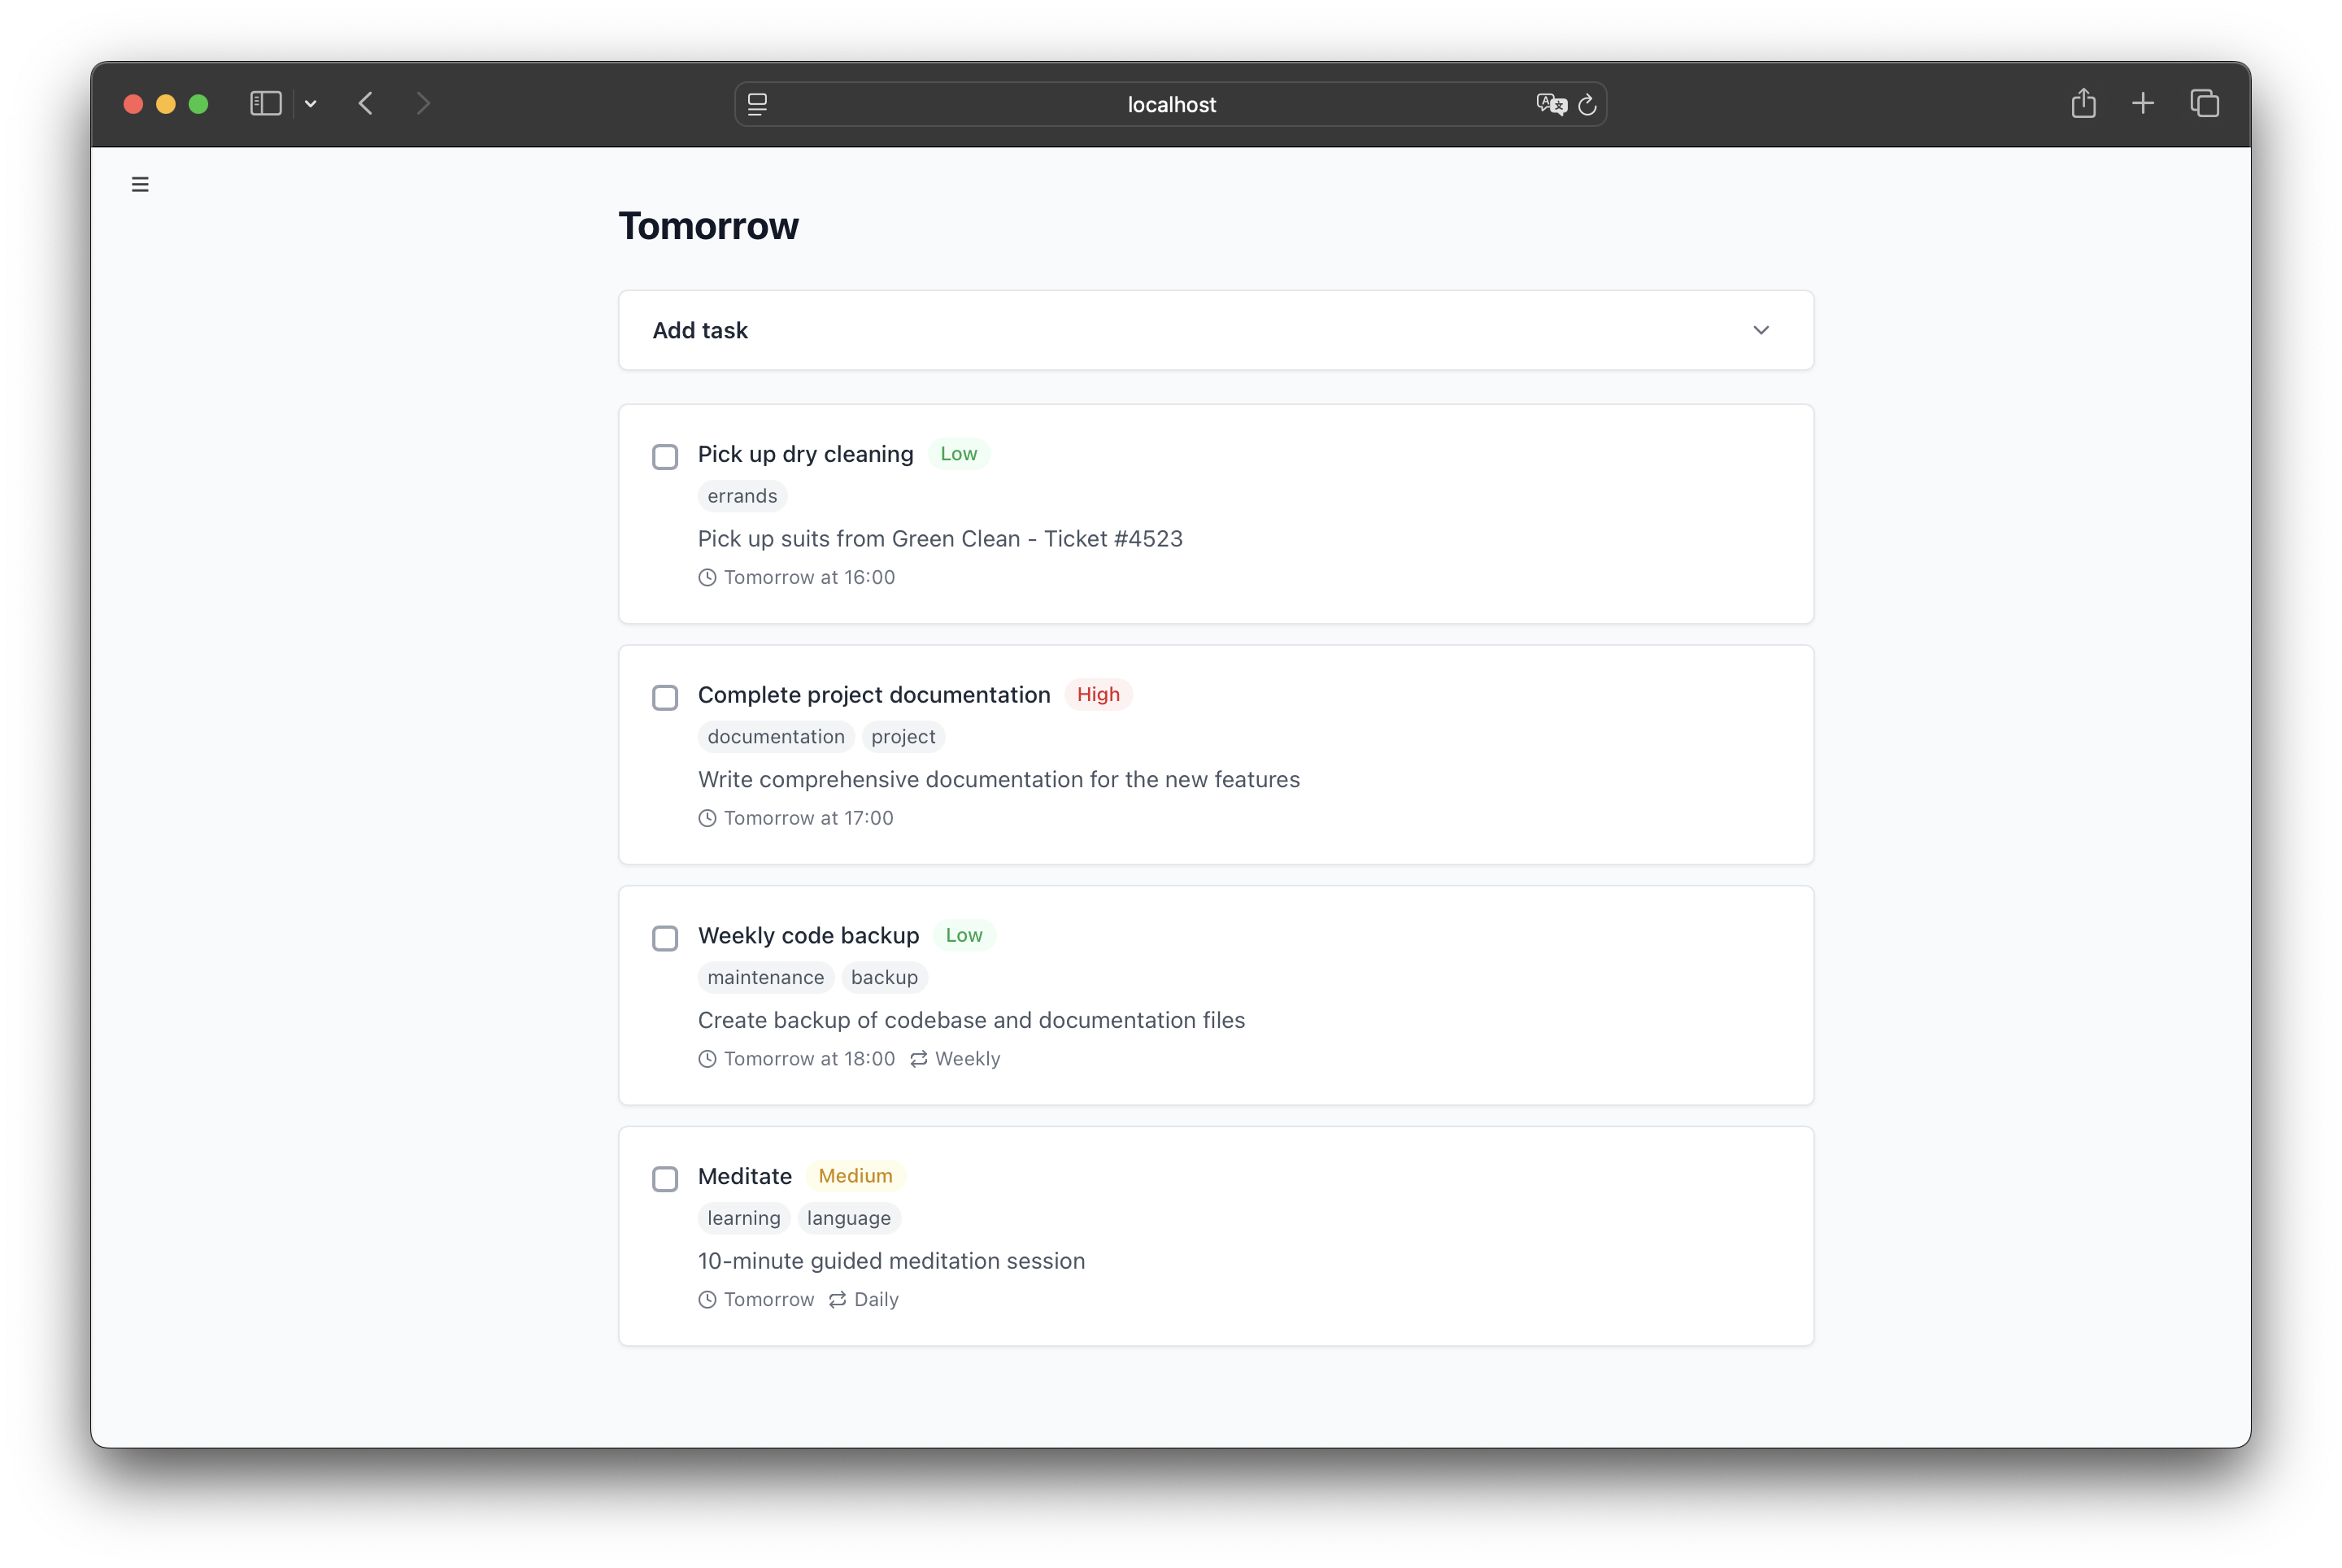 localhost
Tomorrow
Add task
Pick up dry cleaning Low
errands
Pick up suits from Green Clean - Ticket #4523
Tomorrow at 16:00
Complete project documentation High
documentation project
Write comprehensive documentation for the new features
Tomorrow at 17:00
Weekly code backup Low
maintenance backup
Create backup of codebase and documentation files
Tomorrow at 18:00 Weekly
Meditate Medium
learning language
10-minute guided meditation session
Tomorrow Daily